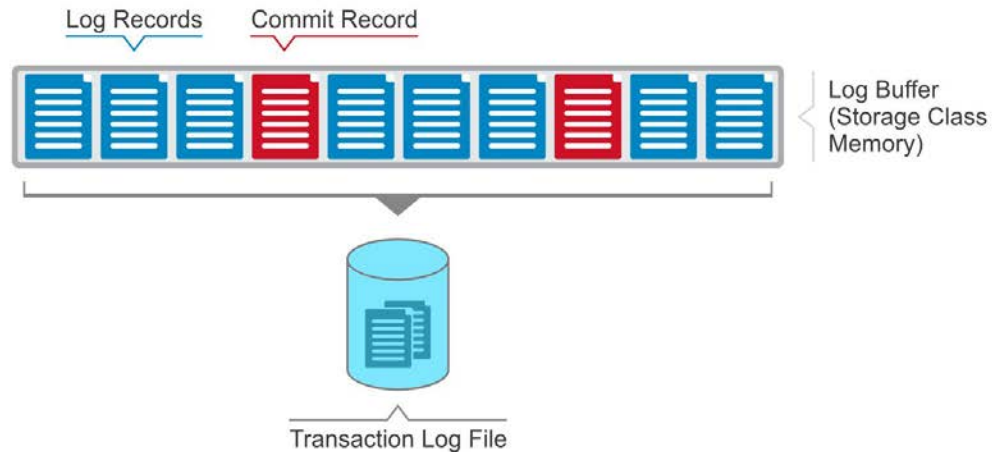 Log Records
Commit Record
Log Buffer
(Storage Class
Memory)
Transaction Log File